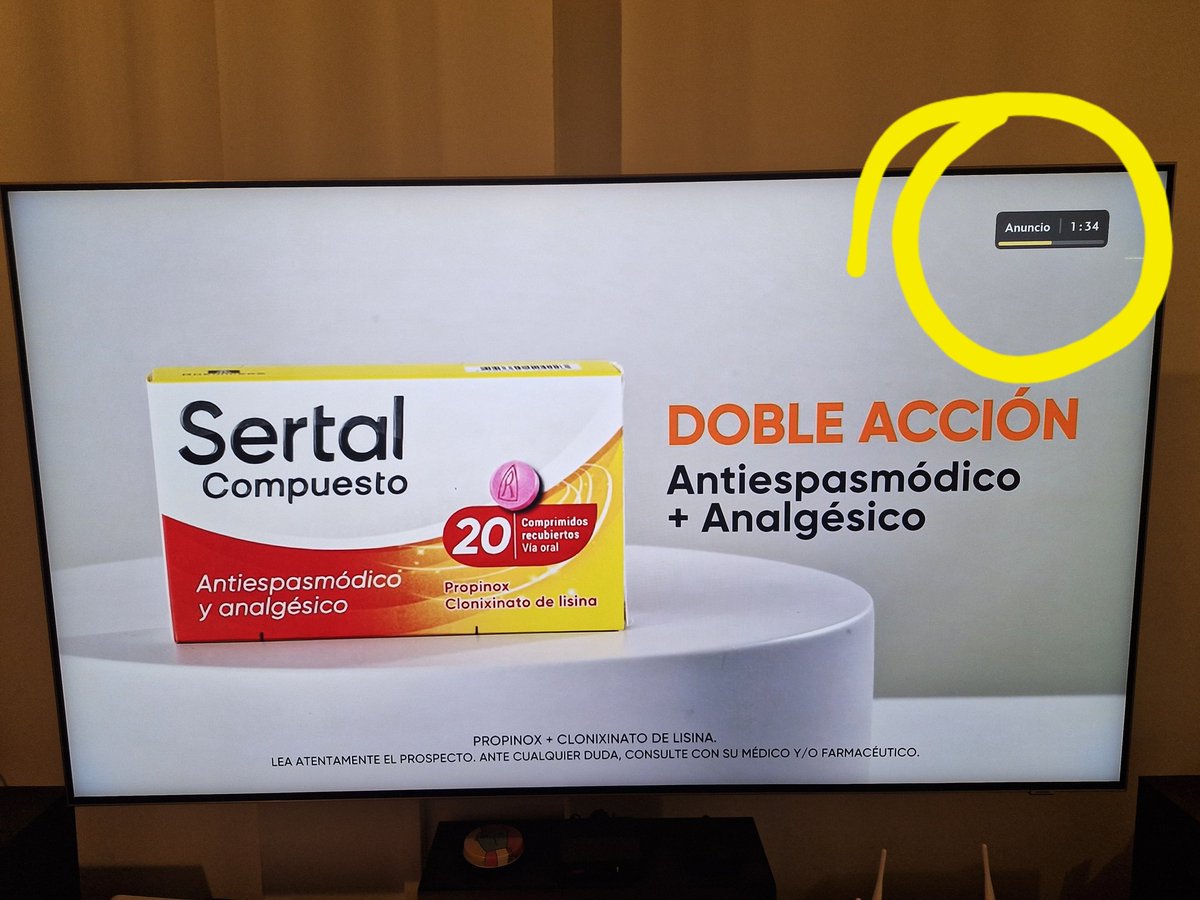 Anuncio | 1:34
Sertal
Compuesto
R
20
Comprimidos
recubiertos
Vía oral
Antiespasmódico
y analgésico
Propinox
Clonixinato de lisina
DOBLE ACCIÓN
Antiespasmódico
+ Analgésico
PROPINOX + CLONIXINATO DE LISINA.
LEA ATENTAMENTE EL PROSPECTO. ANTE CUALQUIER DUDA, CONSULTE CON SU MÉDICO Y/O FARMACÉUTICO.